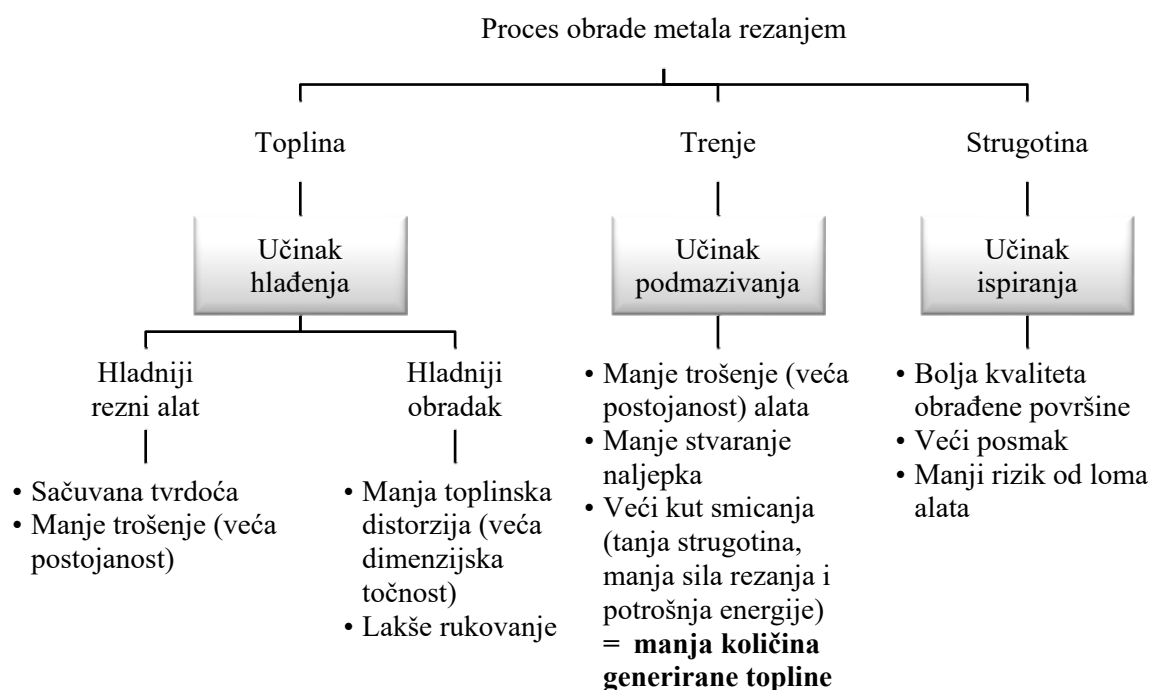 Proces obrade metala rezanjem
Toplina
Učinak
hlađenja
Hladniji
rezni alat
• Sačuvana tvrdoća
• Manje trošenje (veća
postojanost)
Hladniji
obradak
• Manja toplinska
distorzija (veća
dimenzijska
točnost)
• Lakše rukovanje
Trenje
Učinak
podmazivanja
• Manje trošenje (veća
postojanost) alata
• Manje stvaranje
naljepka
• Veći kut smicanja
(tanja strugotina,
manja sila rezanja i
potrošnja energije)
= manja količina
generirane topline
Strugotina
Učinak
ispiranja
• Bolja kvaliteta
obrađene površine
• Veći posmak
• Manji rizik od loma
alata